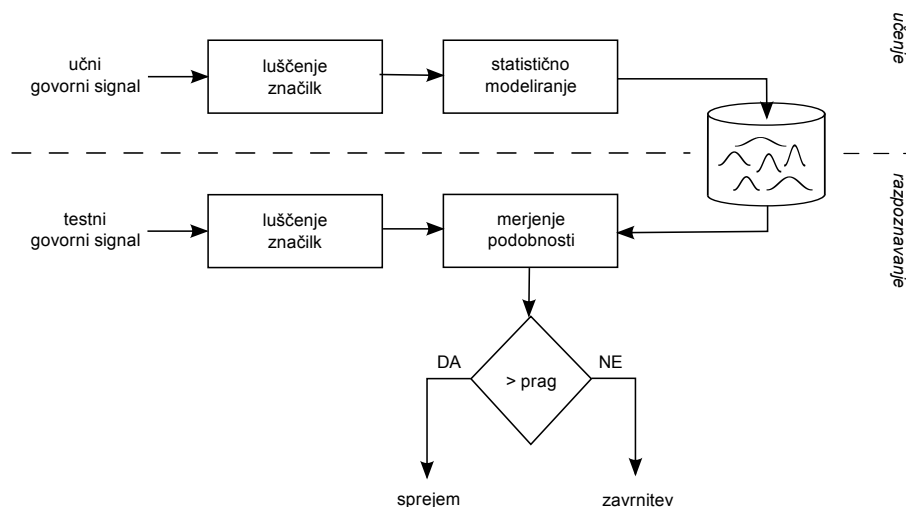 učenje
učni
govorni signal
luščenje
značilk
statistično
modeliranje
razpoznavanje
testni
govorni signal
luščenje
značilk
merjenje
podobnosti
DA
> prag
NE
sprejem
zavrnitev